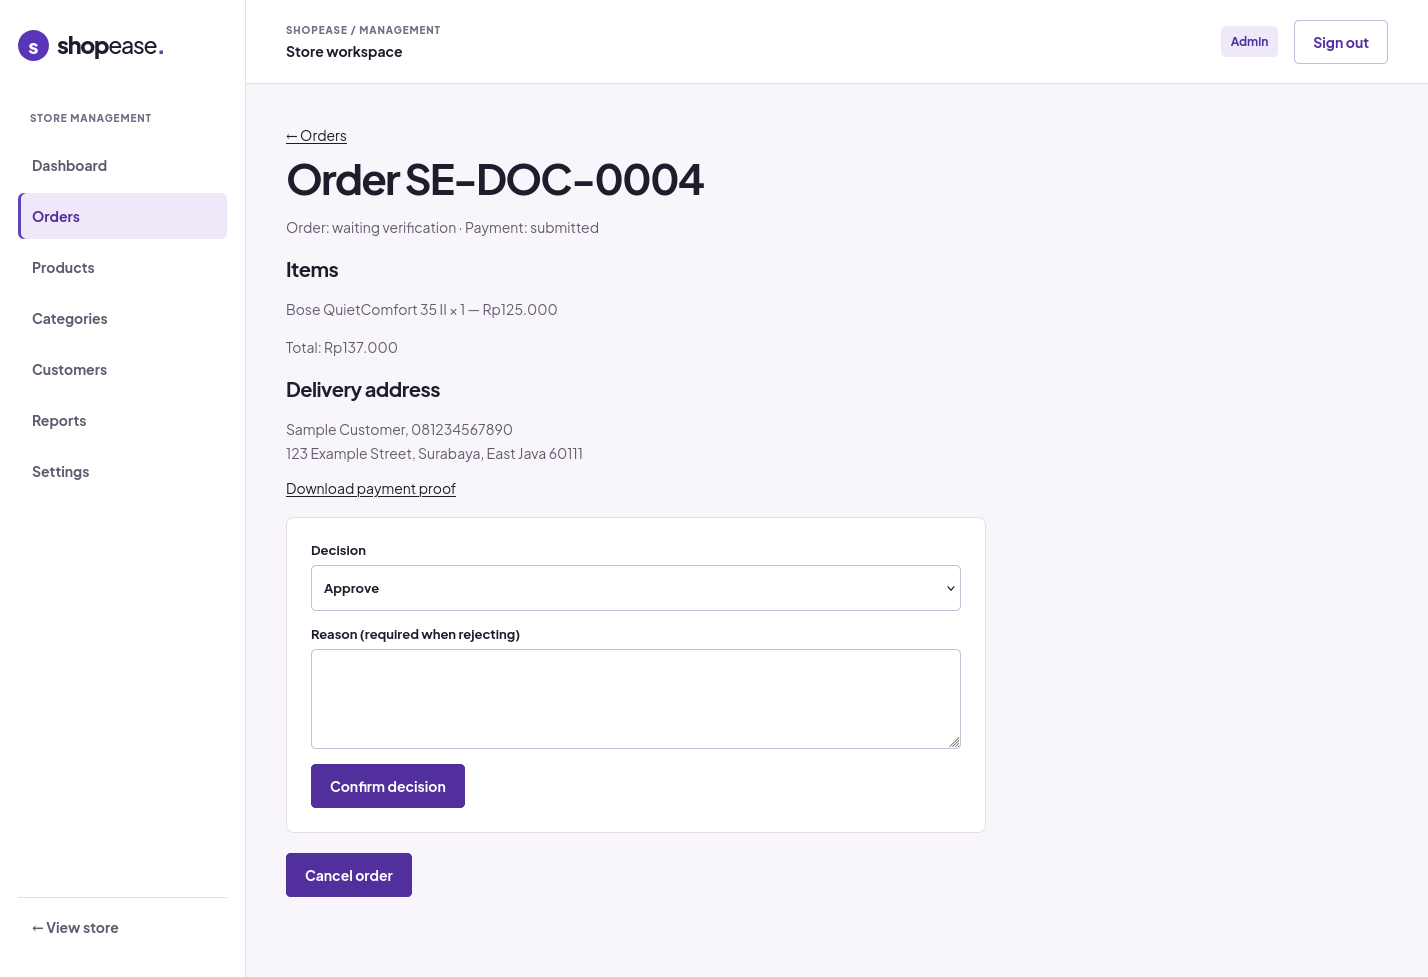 s shopease.
STORE MANAGEMENT
Dashboard
Orders
Products
Categories
Customers
Reports
Settings
← View store
SHOPEASE / MANAGEMENT
Store workspace
Admin
Sign out
← Orders
Order SE-DOC-0004
Order: waiting verification · Payment: submitted
Items
Bose QuietComfort 35 II × 1 — Rp125.000
Total: Rp137.000
Delivery address
Sample Customer, 081234567890
123 Example Street, Surabaya, East Java 60111
Download payment proof
Decision
Approve
Reason (required when rejecting)
Confirm decision
Cancel order